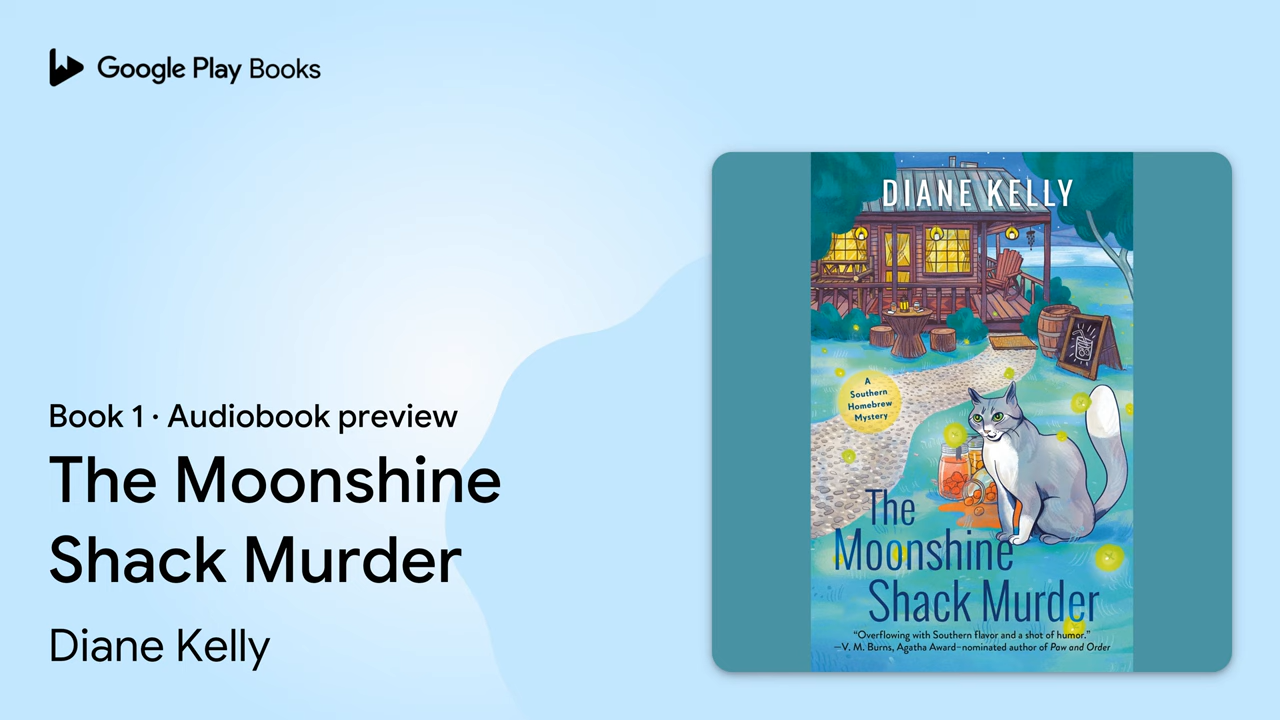 Google Play Books
Book 1 · Audiobook preview
The Moonshine
Shack Murder
Diane Kelly
DIANE KELLY
A
Southern
Homebrew
Mystery
The
Moonshine
Shack Murder
“Overflowing with Southern flavor and a shot of humor.”
—V. M. Burns, Agatha Award–nominated author of Paw and Order